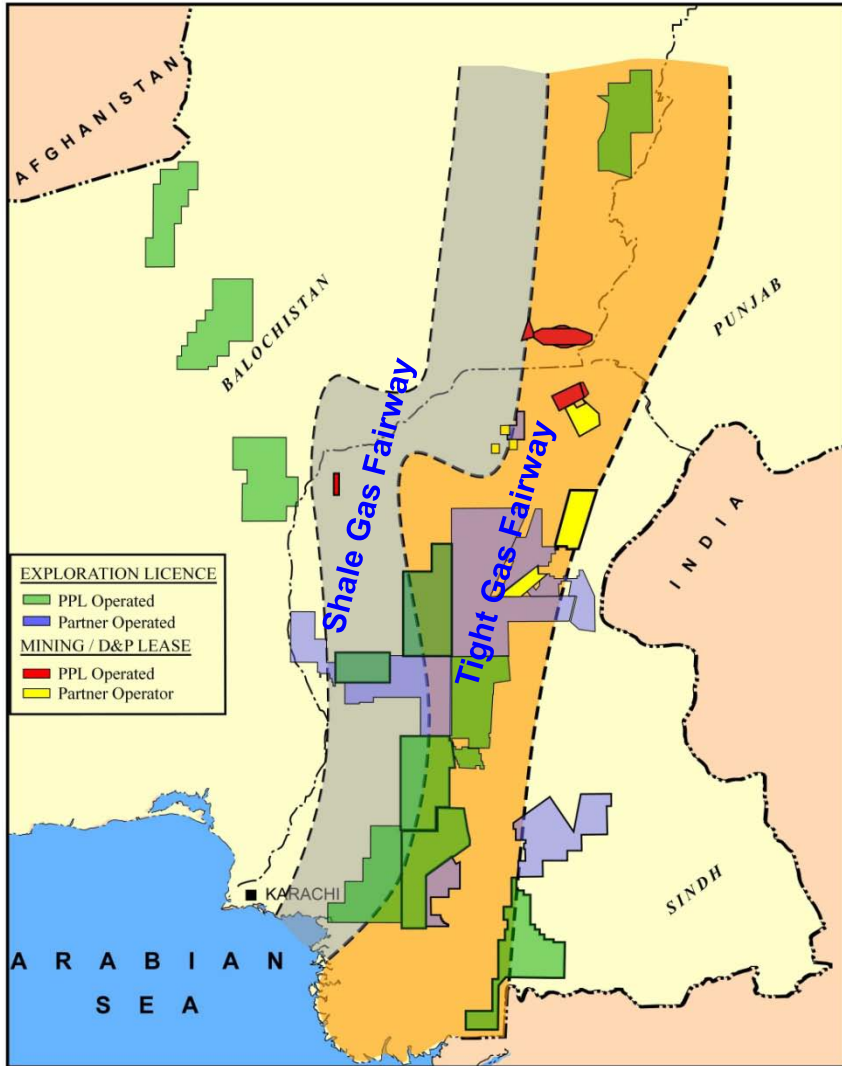 AFGHANISTAN
BALOCHISTAN
PUNJAB
Shale Gas Fairway
Tight Gas Fairway
INDIA
EXPLORATION LICENCE
PPL Operated
Partner Operated
MINING / D&P LEASE
PPL Operated
Partner Operator
KARACHI
SINDH
ARABIAN
SEA